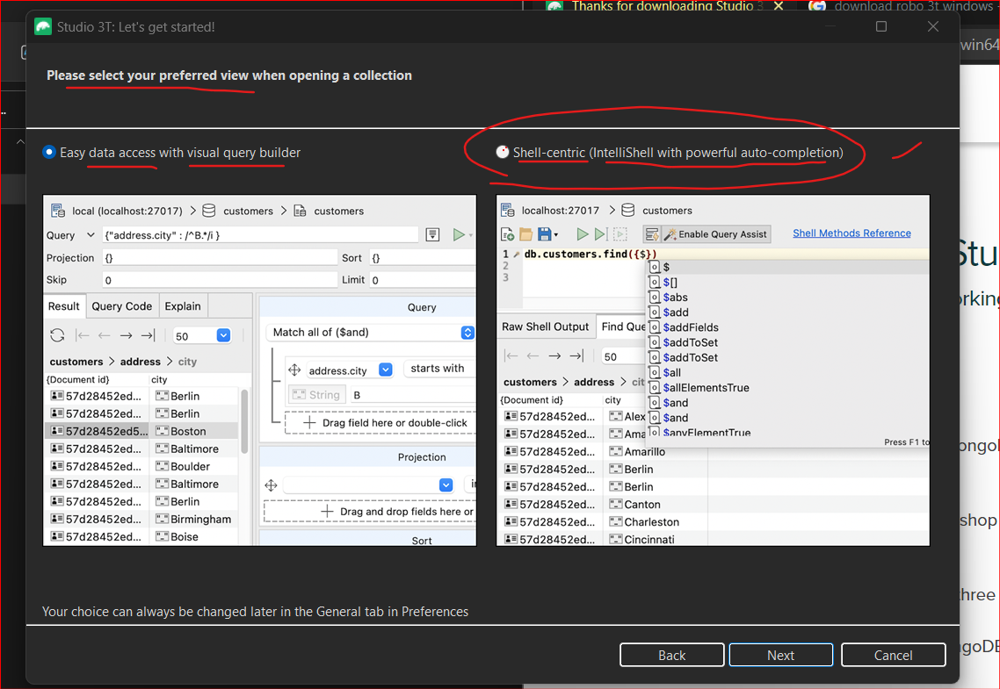 Thanks for downloading Studio 3
download robo 3t windows
Studio 3T: Let's get started!
win64
Please select your preferred view when opening a collection
Easy data access with visual query builder
Shell-centric (IntelliShell with powerful auto-completion)
local (localhost:27017) > customers > customers
Query {"address.city" : /^B.*/i }
Projection {} Sort {}
Skip 0 Limit 0
Result Query Code Explain
50
customers > address > city
{Document id} city
57d28452ed... Berlin
57d28452ed... Berlin
57d28452ed5... Boston
57d28452ed... Baltimore
57d28452ed... Boulder
57d28452ed... Baltimore
57d28452ed... Berlin
57d28452ed... Birmingham
57d28452ed... Boise
Query
Match all of ($and)
address.city starts with
String B
Drag field here or double-click
Projection
Drag and drop fields here or
Sort
localhost:27017 > customers
Enable Query Assist Shell Methods Reference
1 db.customers.find({$})
2
3
$
$[]
$abs
$add
$addFields
$addToSet
$addToSet
$all
$allElementsTrue
$and
$and
$anyElementTrue
Press F1 to
Raw Shell Output Find Que
50
customers > address > cit
{Document id} city
57d28452ed... Alex
57d28452ed... Ama
57d28452ed... Amarillo
57d28452ed... Berlin
57d28452ed... Berlin
57d28452ed... Canton
57d28452ed... Charleston
57d28452ed... Cincinnati
Stu
orking
ongol
shop
three
ngoDE
Your choice can always be changed later in the General tab in Preferences
Back Next Cancel